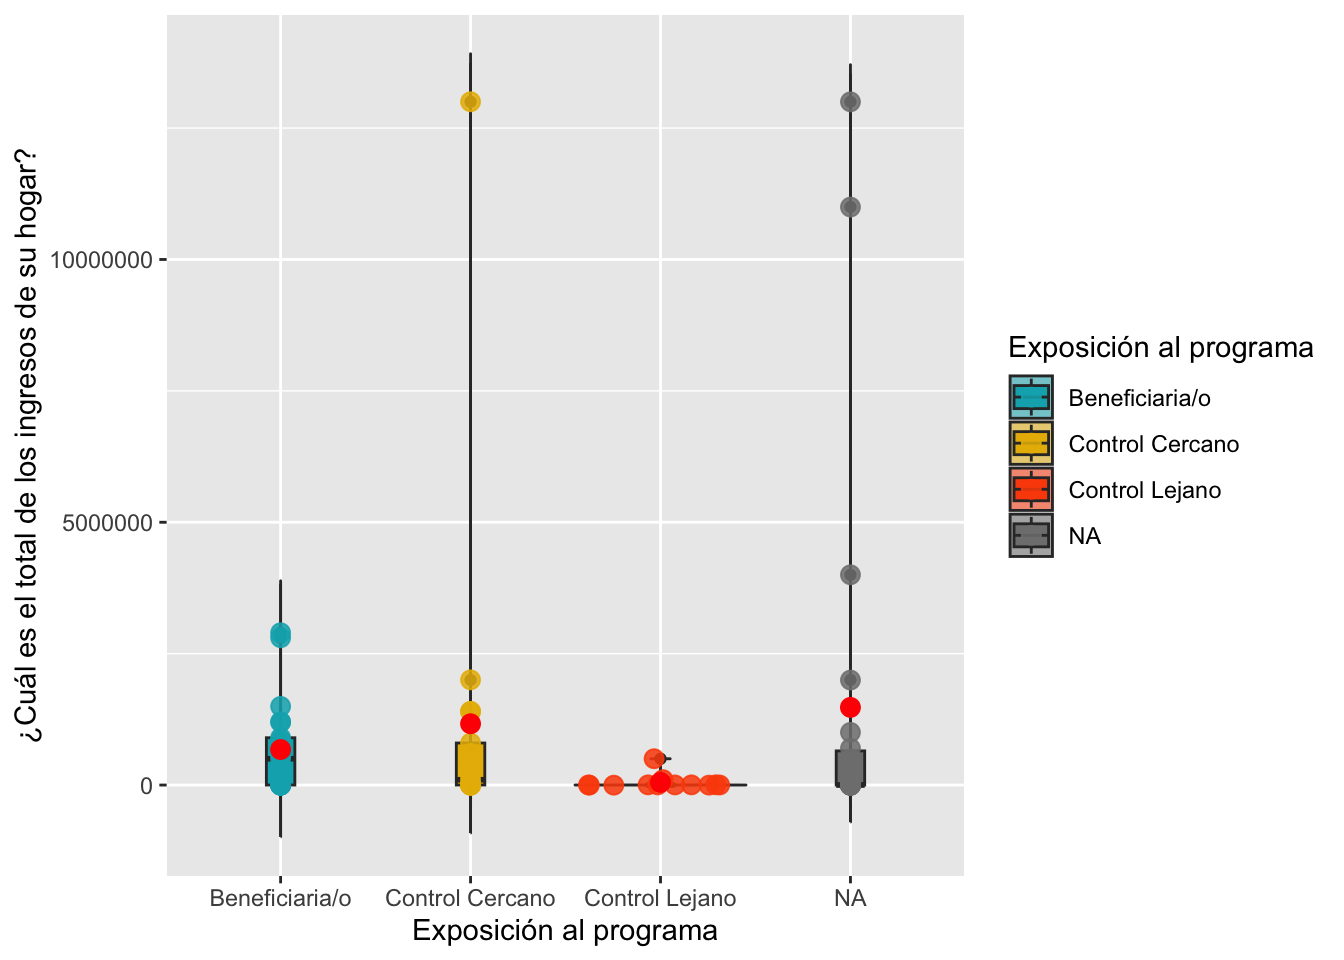 ¿Cuál es el total de los ingresos de su hogar?
10000000
5000000
0
Beneficiaria/o
Control Cercano
Control Lejano
NA
Exposición al programa
Exposición al programa
Beneficiaria/o
Control Cercano
Control Lejano
NA